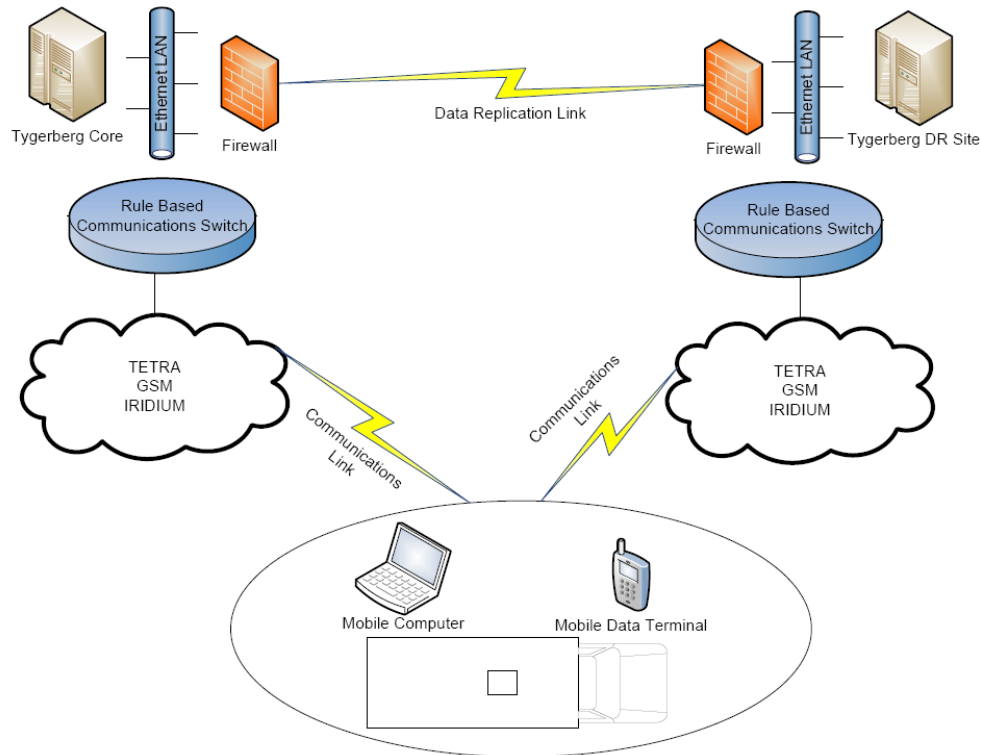 Ethernet LAN
Tygerberg Core
Firewall
Data Replication Link
Firewall
Ethernet LAN
Tygerberg DR Site
Rule Based
Communications Switch
Rule Based
Communications Switch
TETRA
GSM
IRIDIUM
TETRA
GSM
IRIDIUM
Communications
Link
Communications
Link
Mobile Computer
Mobile Data Terminal